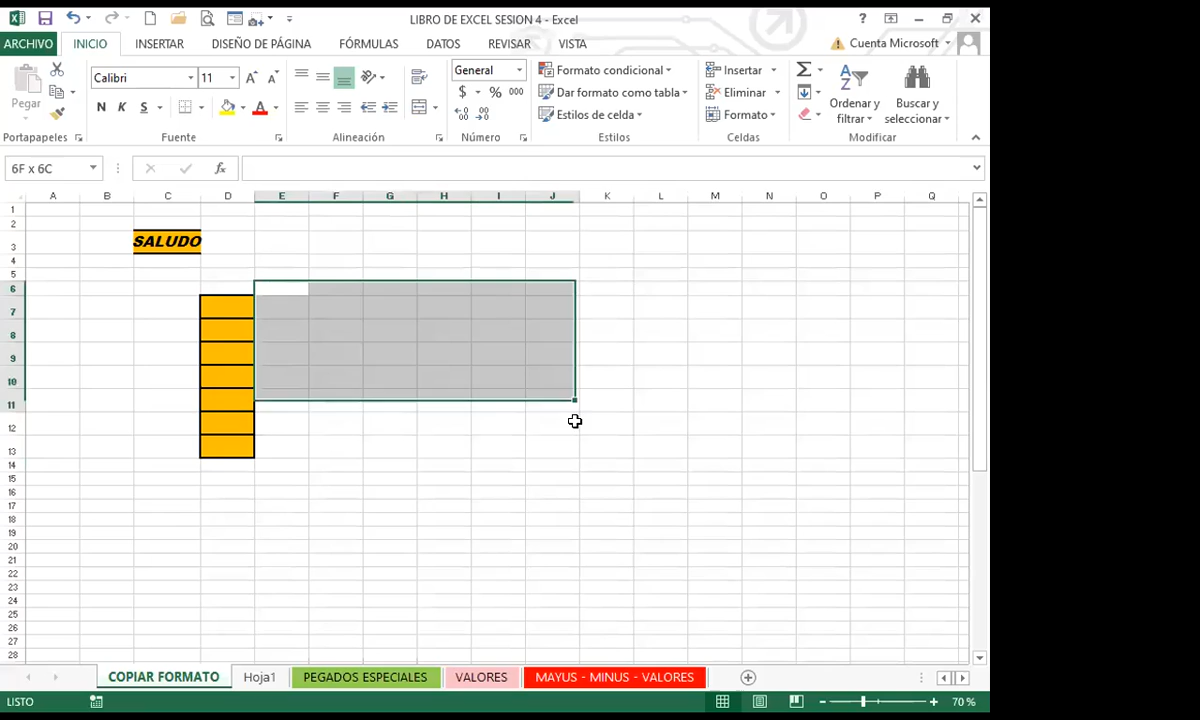 LIBRO DE EXCEL SESION 4 - Excel
ARCHIVO INICIO INSERTAR DISEÑO DE PÁGINA FÓRMULAS DATOS REVISAR VISTA Cuenta Microsoft
Pegar
Portapapeles
Calibri 11
N K S
Fuente
Alineación
General
$ % 000
Número
Formato condicional
Dar formato como tabla
Estilos de celda
Estilos
Insertar
Eliminar
Formato
Celdas
Ordenar y filtrar
Buscar y seleccionar
Modificar
6F x 6C fx
A B C D E F G H I J K L M N O P Q
1
2
3 SALUDO
4
5
6
7
8
9
10
11
12
13
14
15
16
17
18
19
20
21
22
23
24
25
26
27
28
COPIAR FORMATO Hoja1 PEGADOS ESPECIALES VALORES MAYUS - MINUS - VALORES
LISTO 70 %